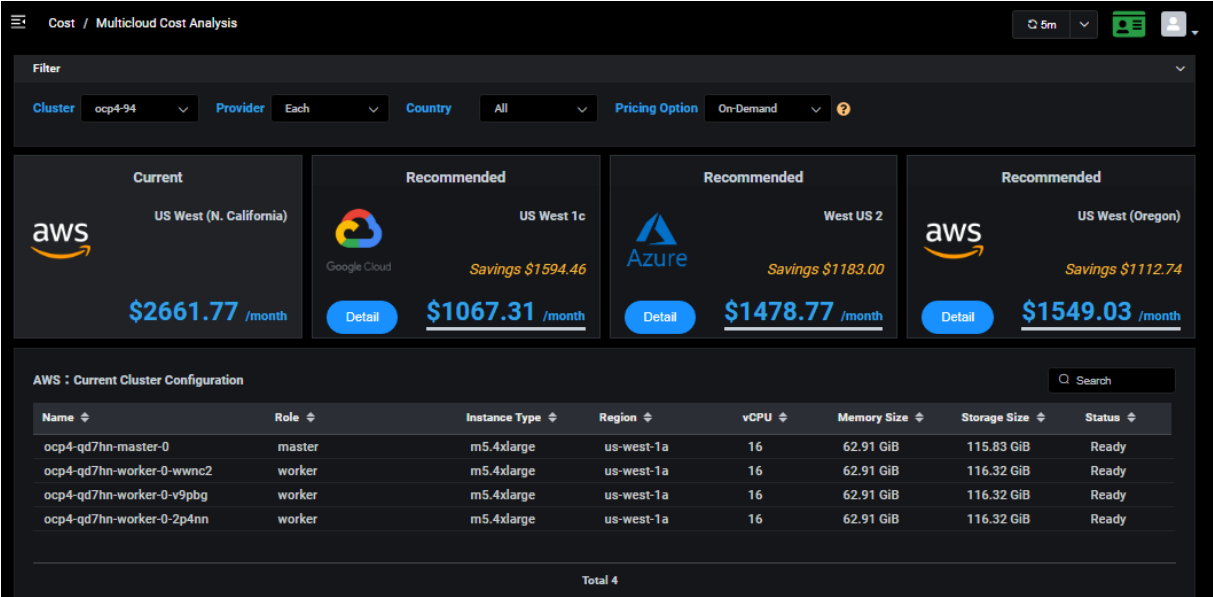 Cost / Multicloud Cost Analysis
5m
Filter
Cluster ocp4-94 Provider Each Country All Pricing Option On-Demand ?
Current
aws
US West (N. California)
$2661.77 /month
Recommended
Google Cloud
US West 1c
Savings $1594.46
Detail
$1067.31 /month
Recommended
Azure
West US 2
Savings $1183.00
Detail
$1478.77 /month
Recommended
aws
US West (Oregon)
Savings $1112.74
Detail
$1549.03 /month
AWS : Current Cluster Configuration
Search
Name Role Instance Type Region vCPU Memory Size Storage Size Status
ocp4-qd7hn-master-0 master m5.4xlarge us-west-1a 16 62.91 GiB 115.83 GiB Ready
ocp4-qd7hn-worker-0-wwnc2 worker m5.4xlarge us-west-1a 16 62.91 GiB 116.32 GiB Ready
ocp4-qd7hn-worker-0-v9pbg worker m5.4xlarge us-west-1a 16 62.91 GiB 116.32 GiB Ready
ocp4-qd7hn-worker-0-2p4nn worker m5.4xlarge us-west-1a 16 62.91 GiB 116.32 GiB Ready
Total 4